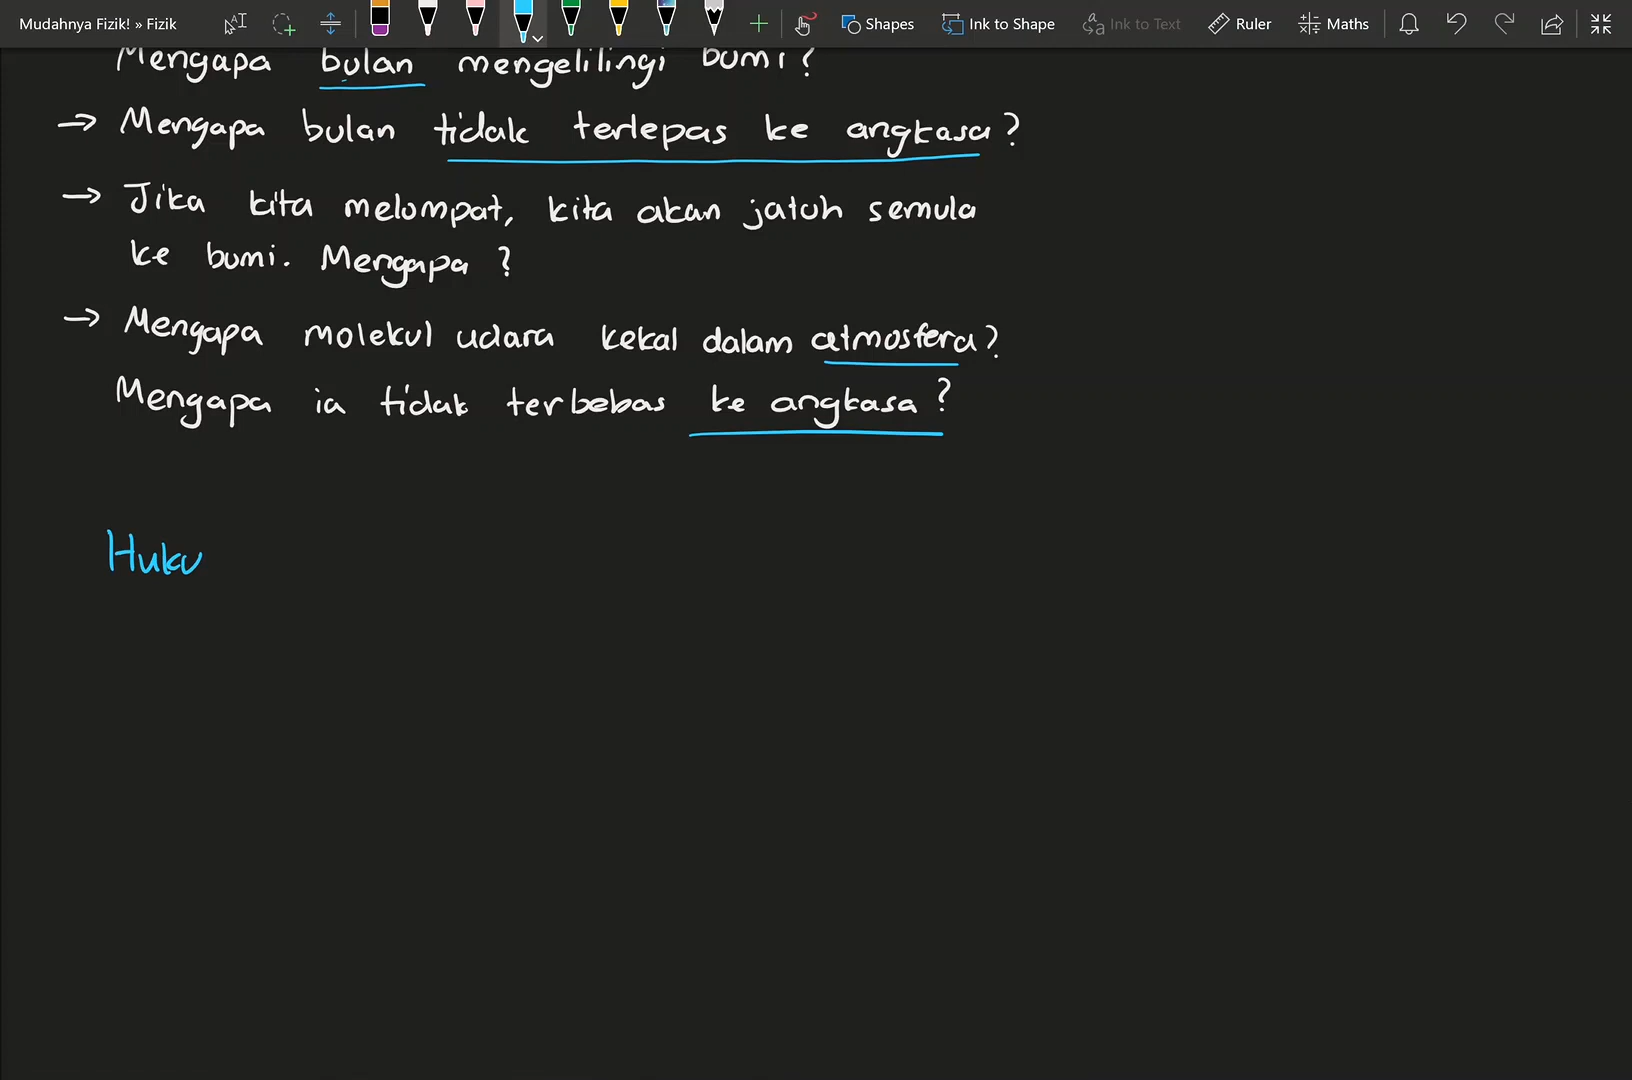 Mudahnya Fizik! » Fizik
Shapes
Ink to Shape
Ink to Text
Ruler
Maths
Mengapa bulan mengelilingi bumi?
→ Mengapa bulan tidak terlepas ke angkasa?
→ Jika kita melompat, kita akan jatuh semula
ke bumi. Mengapa?
→ Mengapa molekul udara kekal dalam atmosfera?
Mengapa ia tidak terbebas ke angkasa?
Huku